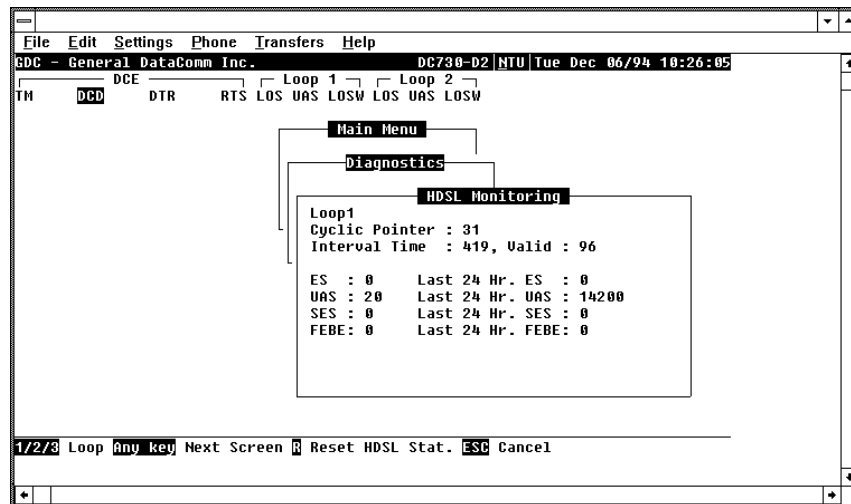 File Edit Settings Phone Transfers Help
GDC - General DataComm Inc. DC730-D2 NTU Tue Dec 06/94 10:26:05
DCE Loop 1 Loop 2
TM DCD DTR RTS LOS UAS LOSW LOS UAS LOSW
Main Menu
Diagnostics
HDSL Monitoring
Loop1
Cyclic Pointer : 31
Interval Time : 419, Valid : 96
ES : 0 Last 24 Hr. ES : 0
UAS : 20 Last 24 Hr. UAS : 14200
SES : 0 Last 24 Hr. SES : 0
FEBE: 0 Last 24 Hr. FEBE: 0
1/2/3 Loop Any key Next Screen R Reset HDSL Stat. ESC Cancel